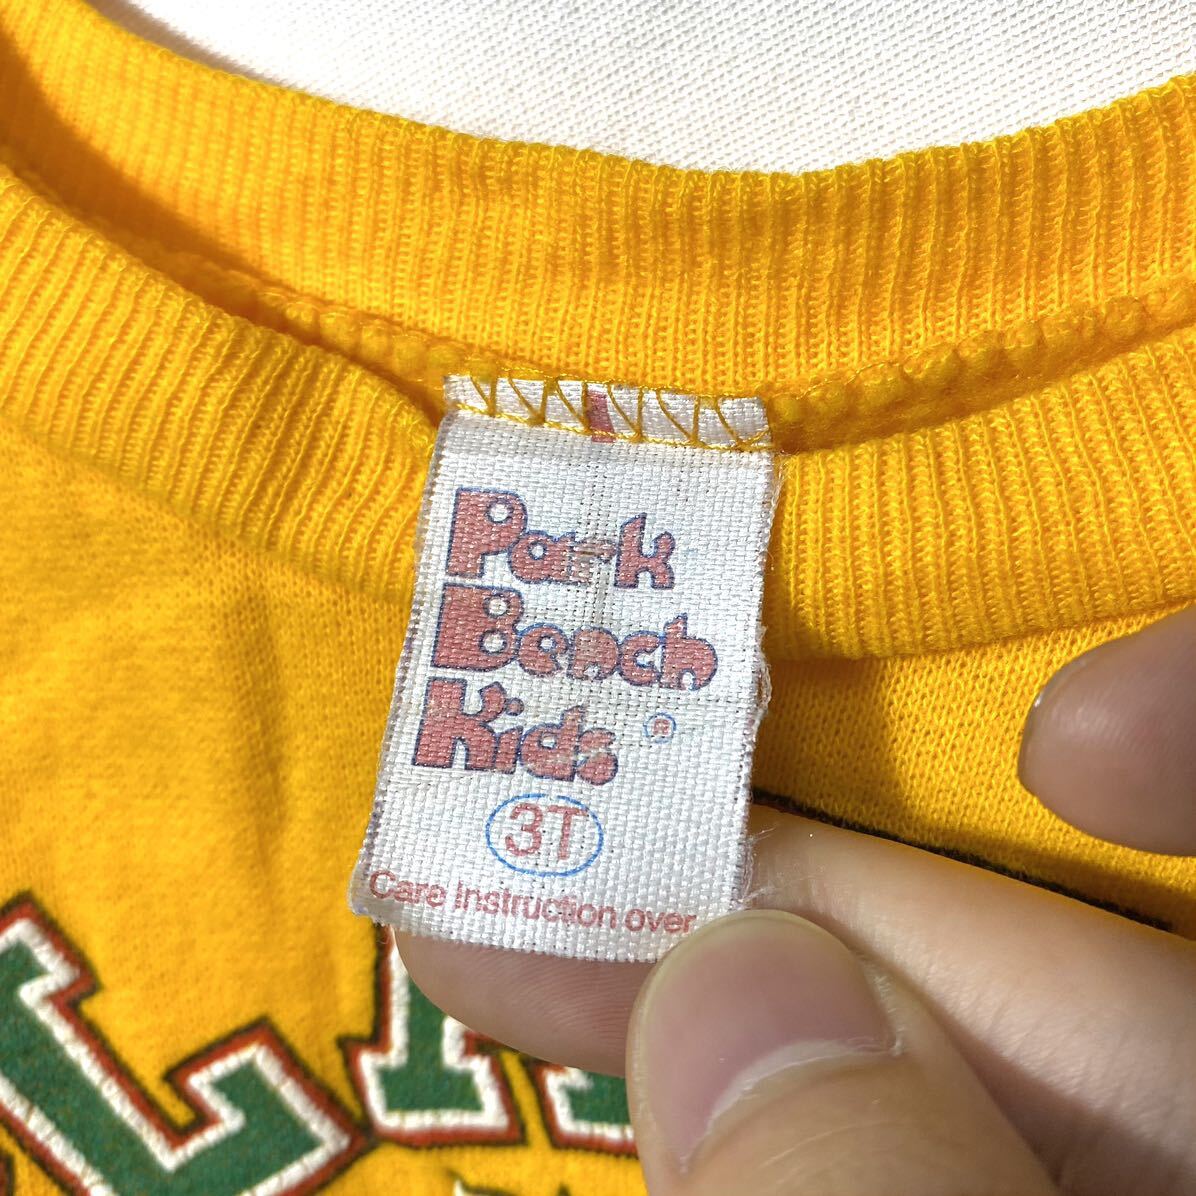 Park
Bench
Kids ®
3T
Care instruction over